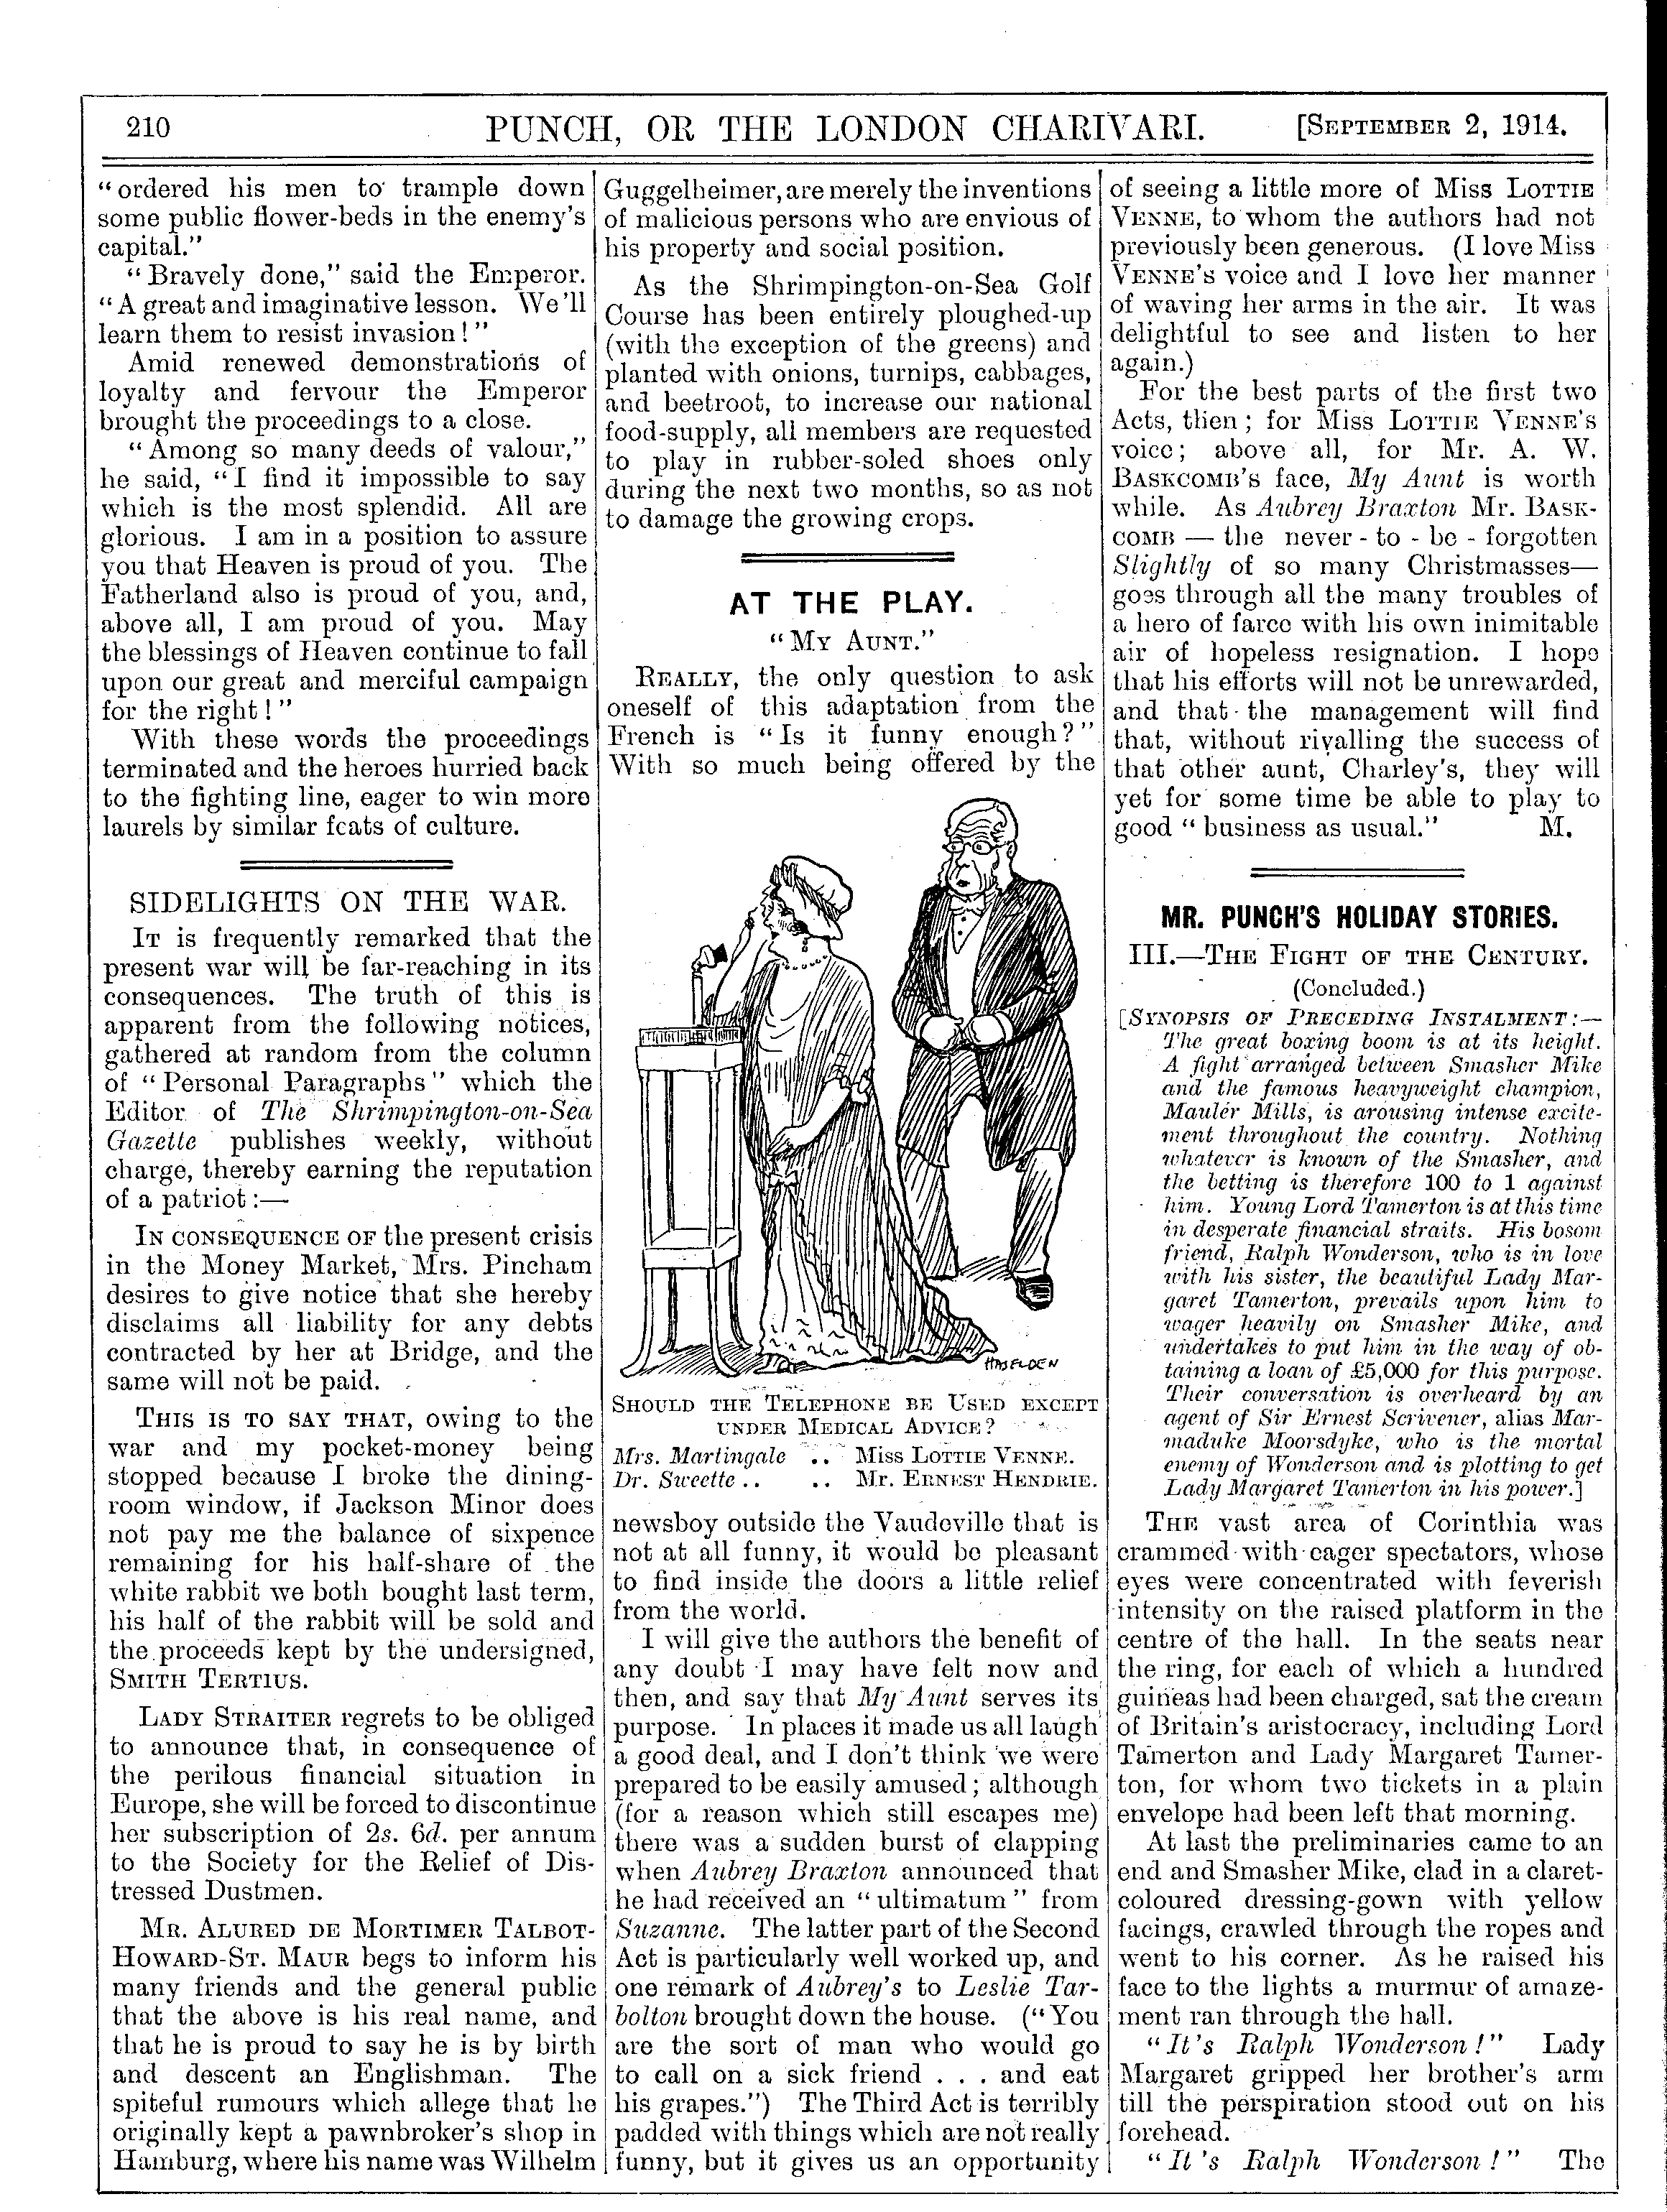 210
PUNCH, OR THE LONDON CHARIVARI.
[SEPTEMBER 2, 1914.
"ordered his men to trample down
some public flower-beds in the enemy's
capital."
"Bravely done," said the Emperor.
"A great and imaginative lesson. We'll
learn them to resist invasion!"
Amid renewed demonstrations of
loyalty and fervour the Emperor
brought the proceedings to a close.
"Among so many deeds of valour,"
he said, "I find it impossible to say
which is the most splendid. All are
glorious. I am in a position to assure
you that Heaven is proud of you. The
Fatherland also is proud of you, and,
above all, I am proud of you. May
the blessings of Heaven continue to fall
upon our great and merciful campaign
for the right!"
With these words the proceedings
terminated and the heroes hurried back
to the fighting line, eager to win more
laurels by similar feats of culture.
SIDELIGHTS ON THE WAR.
IT is frequently remarked that the
present war will be far-reaching in its
consequences. The truth of this is
apparent from the following notices,
gathered at random from the column
of "Personal Paragraphs" which the
Editor of The Shrimpington-on-Sea
Gazette publishes weekly, without
charge, thereby earning the reputation
of a patriot:—
IN CONSEQUENCE OF the present crisis
in the Money Market, Mrs. Pincham
desires to give notice that she hereby
disclaims all liability for any debts
contracted by her at Bridge, and the
same will not be paid.
THIS IS TO SAY THAT, owing to the
war and my pocket-money being
stopped because I broke the dining-
room window, if Jackson Minor does
not pay me the balance of sixpence
remaining for his half-share of the
white rabbit we both bought last term,
his half of the rabbit will be sold and
the proceeds kept by the undersigned,
SMITH TERTIUS.
LADY STRAITER regrets to be obliged
to announce that, in consequence of
the perilous financial situation in
Europe, she will be forced to discontinue
her subscription of 2s. 6d. per annum
to the Society for the Relief of Dis-
tressed Dustmen.
MR. ALURED DE MORTIMER TALBOT-
HOWARD-ST. MAUR begs to inform his
many friends and the general public
that the above is his real name, and
that he is proud to say he is by birth
and descent an Englishman. The
spiteful rumours which allege that he
originally kept a pawnbroker's shop in
Hamburg, where his name was Wilhelm
Guggelheimer, are merely the inventions
of malicious persons who are envious of
his property and social position.
As the Shrimpington-on-Sea Golf
Course has been entirely ploughed-up
(with the exception of the greens) and
planted with onions, turnips, cabbages,
and beetroot, to increase our national
food-supply, all members are requested
to play in rubber-soled shoes only
during the next two months, so as not
to damage the growing crops.
AT THE PLAY.
"MY AUNT."
REALLY, the only question to ask
oneself of this adaptation from the
French is "Is it funny enough?"
With so much being offered by the
HASELDEN
SHOULD THE TELEPHONE BE USED EXCEPT
UNDER MEDICAL ADVICE?
Mrs. Martingale .. MISS LOTTIE VENNE.
Dr. Sweette .. .. MR. ERNEST HENDRIE.
newsboy outside the Vaudeville that is
not at all funny, it would be pleasant
to find inside the doors a little relief
from the world.
I will give the authors the benefit of
any doubt I may have felt now and
then, and say that My Aunt serves its
purpose. In places it made us all laugh
a good deal, and I don't think we were
prepared to be easily amused; although
(for a reason which still escapes me)
there was a sudden burst of clapping
when Aubrey Braxton announced that
he had received an "ultimatum" from
Suzanne. The latter part of the Second
Act is particularly well worked up, and
one remark of Aubrey's to Leslie Tar-
bolton brought down the house. ("You
are the sort of man who would go
to call on a sick friend . . . and eat
his grapes.") The Third Act is terribly
padded with things which are not really
funny, but it gives us an opportunity
of seeing a little more of Miss LOTTIE
VENNE, to whom the authors had not
previously been generous. (I love Miss
VENNE'S voice and I love her manner
of waving her arms in the air. It was
delightful to see and listen to her
again.)
For the best parts of the first two
Acts, then; for Miss LOTTIE VENNE'S
voice; above all, for Mr. A. W.
BASKCOMB'S face, My Aunt is worth
while. As Aubrey Braxton Mr. BASK-
COMB — the never-to-be-forgotten
Slightly of so many Christmasses—
goes through all the many troubles of
a hero of farce with his own inimitable
air of hopeless resignation. I hope
that his efforts will not be unrewarded,
and that the management will find
that, without rivalling the success of
that other aunt, Charley's, they will
yet for some time be able to play to
good "business as usual." M.
MR. PUNCH'S HOLIDAY STORIES.
III.—THE FIGHT OF THE CENTURY.
(Concluded.)
[SYNOPSIS OF PRECEDING INSTALMENT:—
The great boxing boom is at its height.
A fight arranged between Smasher Mike
and the famous heavyweight champion,
Mauler Mills, is arousing intense excite-
ment throughout the country. Nothing
whatever is known of the Smasher, and
the betting is therefore 100 to 1 against
him. Young Lord Tamerton is at this time
in desperate financial straits. His bosom
friend, Ralph Wonderson, who is in love
with his sister, the beautiful Lady Mar-
garet Tamerton, prevails upon him to
wager heavily on Smasher Mike, and
undertakes to put him in the way of ob-
taining a loan of £5,000 for this purpose.
Their conversation is overheard by an
agent of Sir Ernest Scrivener, alias Mar-
maduke Moorsdyke, who is the mortal
enemy of Wonderson and is plotting to get
Lady Margaret Tamerton in his power.]
THE vast area of Corinthia was
crammed with eager spectators, whose
eyes were concentrated with feverish
intensity on the raised platform in the
centre of the hall. In the seats near
the ring, for each of which a hundred
guineas had been charged, sat the cream
of Britain's aristocracy, including Lord
Tamerton and Lady Margaret Tamer-
ton, for whom two tickets in a plain
envelope had been left that morning.
At last the preliminaries came to an
end and Smasher Mike, clad in a claret-
coloured dressing-gown with yellow
facings, crawled through the ropes and
went to his corner. As he raised his
face to the lights a murmur of amaze-
ment ran through the hall.
"It's Ralph Wonderson!" Lady
Margaret gripped her brother's arm
till the perspiration stood out on his
forehead.
"It's Ralph Wonderson!" The